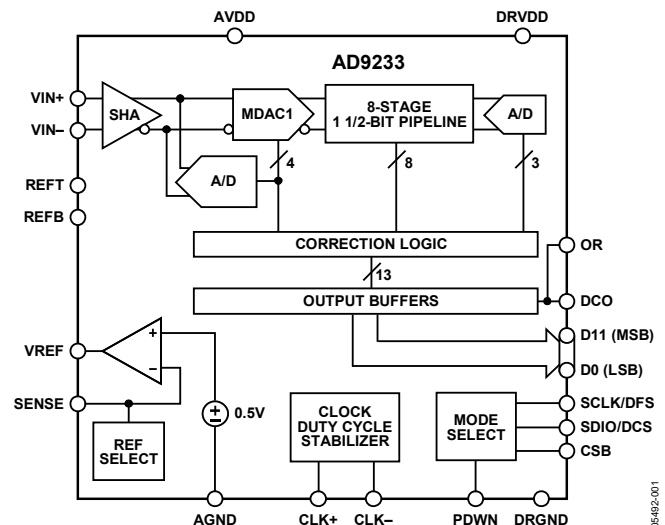 AVDD
DRVDD
AD9233
VIN+
VIN–
SHA
MDAC1
8-STAGE
1 1/2-BIT PIPELINE
A/D
4
8
3
A/D
REFT
REFB
CORRECTION LOGIC
OR
13
OUTPUT BUFFERS
DCO
D11 (MSB)
D0 (LSB)
VREF
+
–
SENSE
0.5V
REF
SELECT
CLOCK
DUTY CYCLE
STABILIZER
MODE
SELECT
SCLK/DFS
SDIO/DCS
CSB
AGND
CLK+
CLK–
PDWN
DRGND
05492-001